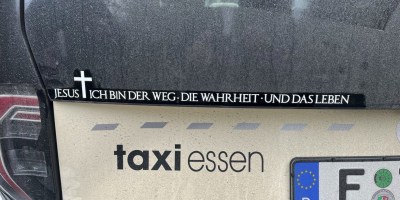 JESUS ICH BIN DER WEG · DIE WAHRHEIT · UND DAS LEBEN
taxi essen
E